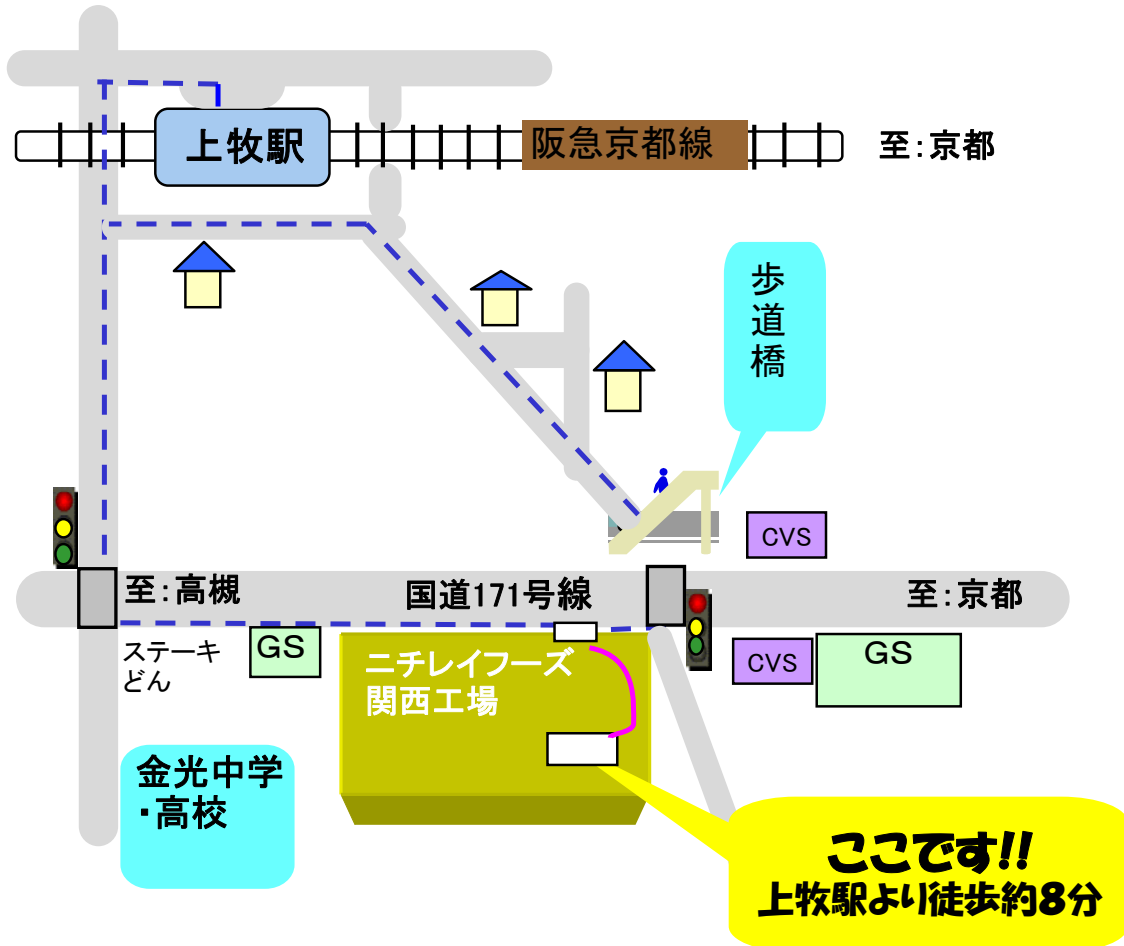 上牧駅
阪急京都線
至：京都
歩道橋
CVS
至：高槻
国道171号線
至：京都
ステーキ
どん
GS
ニチレイフーズ
関西工場
CVS
GS
金光中学
・高校
ここです!!
上牧駅より徒歩約8分